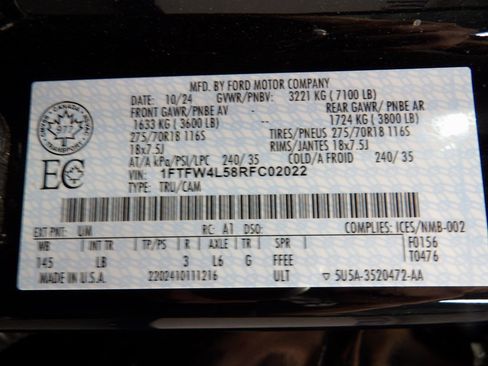 MFD. BY FORD MOTOR COMPANY
DATE: 10/24 GVWR/PNBV: 3221 KG ( 7100 LB)
FRONT GAWR/PNBE AV REAR GAWR/ PNBE AR
1633 KG ( 3600 LB) 1724 KG ( 3800 LB)
275/70R18 116S TIRES/PNEUS 275/70R18 116S
18x7.5J RIMS/JANTES 18x7.5J
AT/A kPa/PSI/LPC 240/ 35 COLD/A FROID 240/ 35
VIN: 1FTFW4L58RFC02022
TYPE: TRU/CAM
CANADA
TRANSPORT
EC
EXT PNT: UM RC: A1 DSO: COMPLIES: ICES/NMB-002
WB INT TR TP/PS R AXLE TR SPR F0156
145 LB 3 L6 G FFEE T0476
MADE IN U.S.A. 2202410111216 ULT ▽ 5U5A-3520472-AA